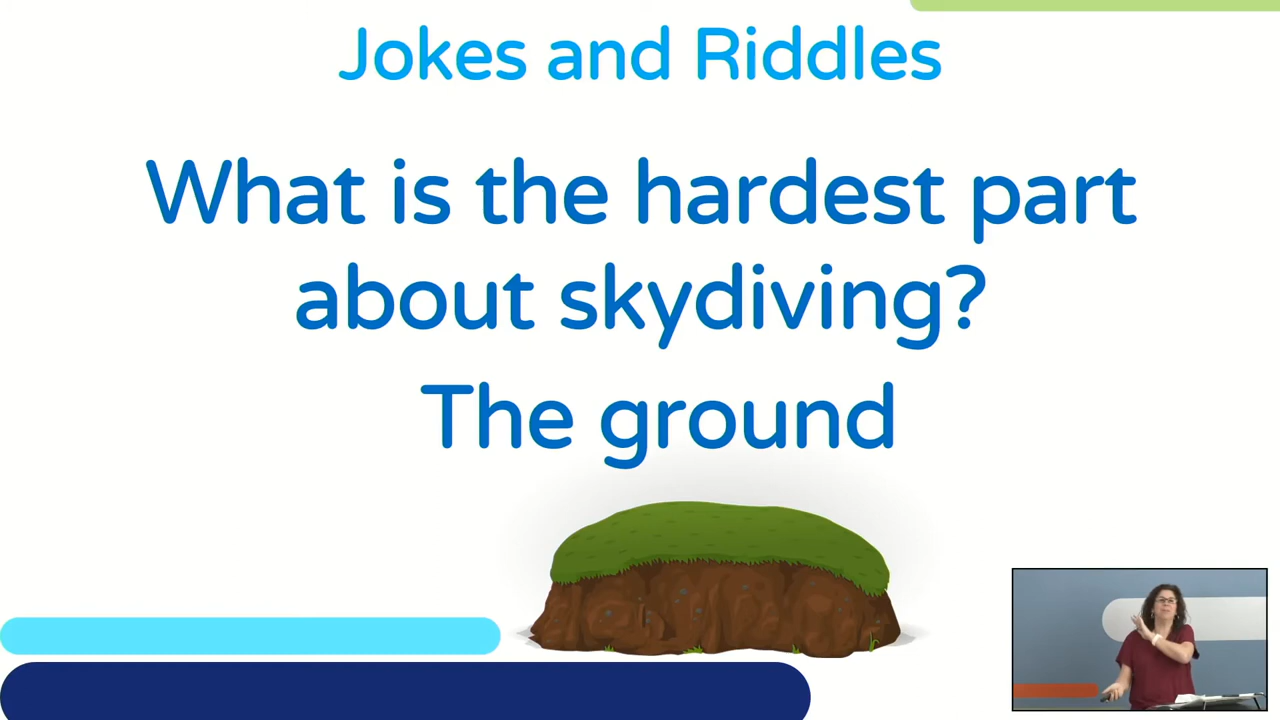 Jokes and Riddles
What is the hardest part
about skydiving?
The ground